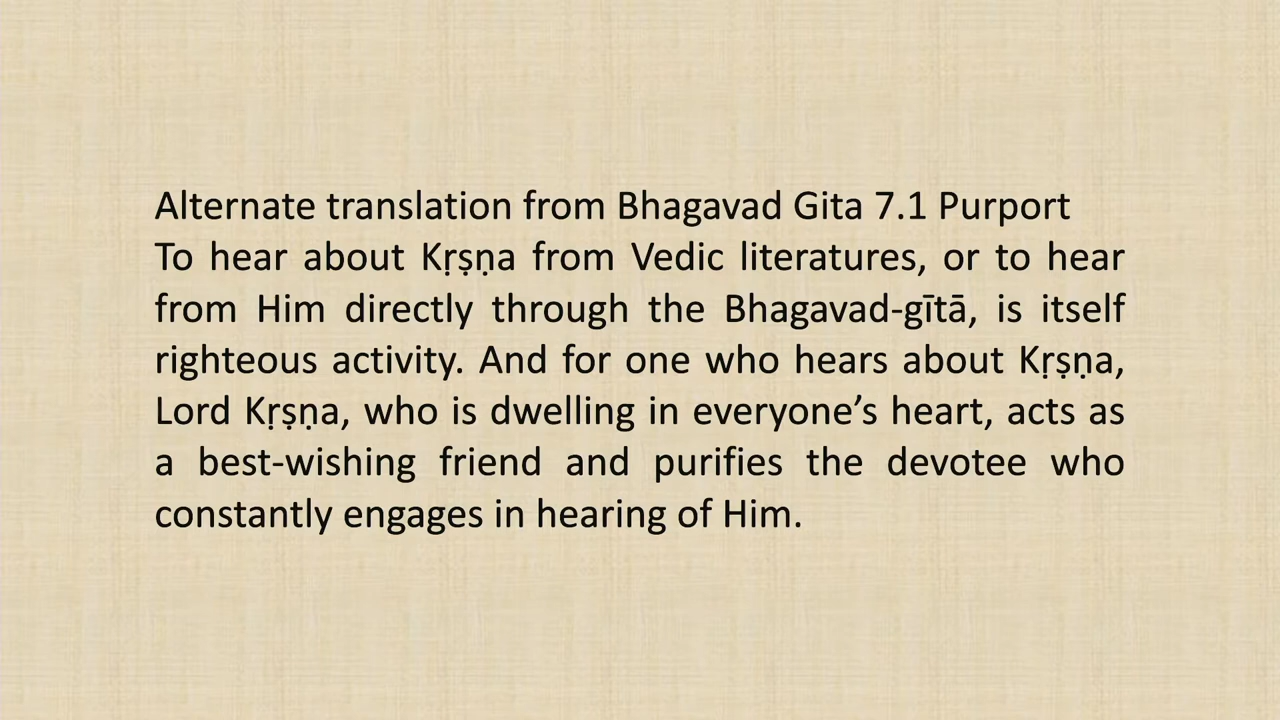 Alternate translation from Bhagavad Gita 7.1 Purport
To hear about Kṛṣṇa from Vedic literatures, or to hear
from Him directly through the Bhagavad-gītā, is itself
righteous activity. And for one who hears about Kṛṣṇa,
Lord Kṛṣṇa, who is dwelling in everyone’s heart, acts as
a best-wishing friend and purifies the devotee who
constantly engages in hearing of Him.